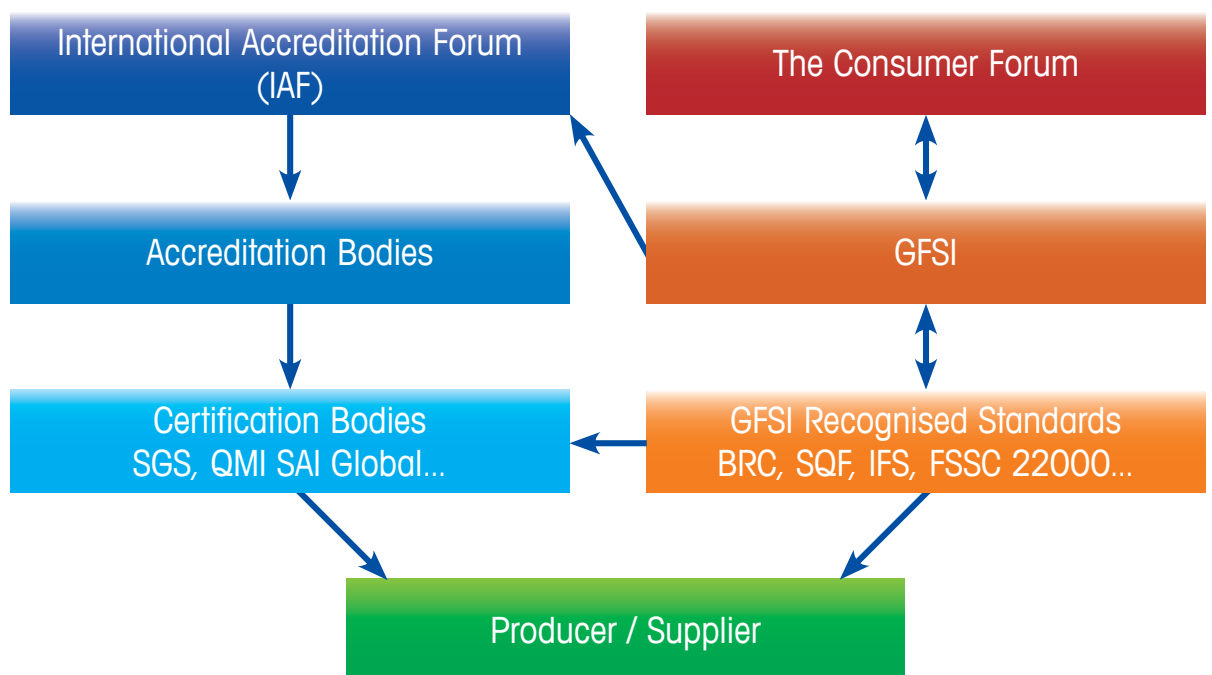 International Accreditation Forum
(IAF)
The Consumer Forum
Accreditation Bodies
GFSI
Certification Bodies
SGS, QMI SAI Global...
GFSI Recognised Standards
BRC, SQF, IFS, FSSC 22000...
Producer / Supplier